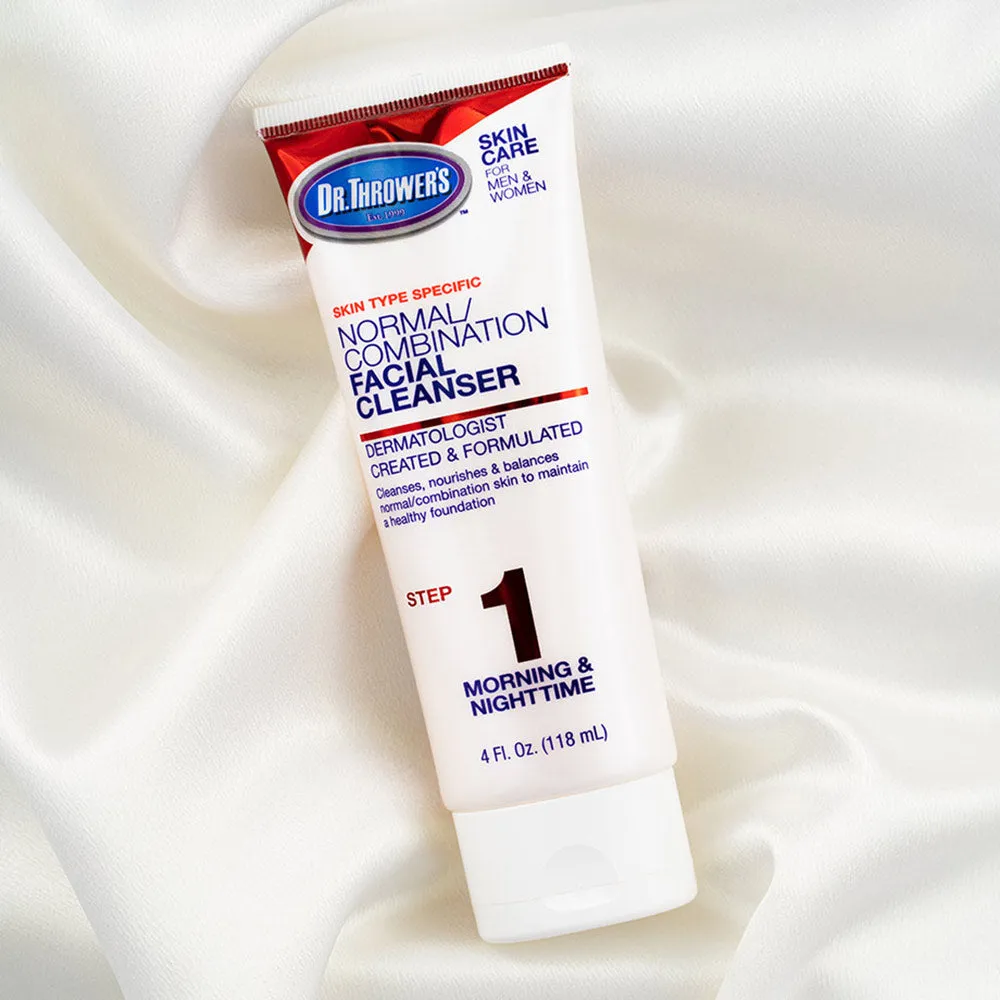 DR. THROWER'S
Est. 1999
™
SKIN
CARE
FOR
MEN &
WOMEN
SKIN TYPE SPECIFIC
NORMAL/
COMBINATION
FACIAL
CLEANSER
DERMATOLOGIST
CREATED & FORMULATED
Cleanses, nourishes & balances
normal/combination skin to maintain
a healthy foundation
STEP 1
MORNING &
NIGHTTIME
4 Fl. Oz. (118 mL)